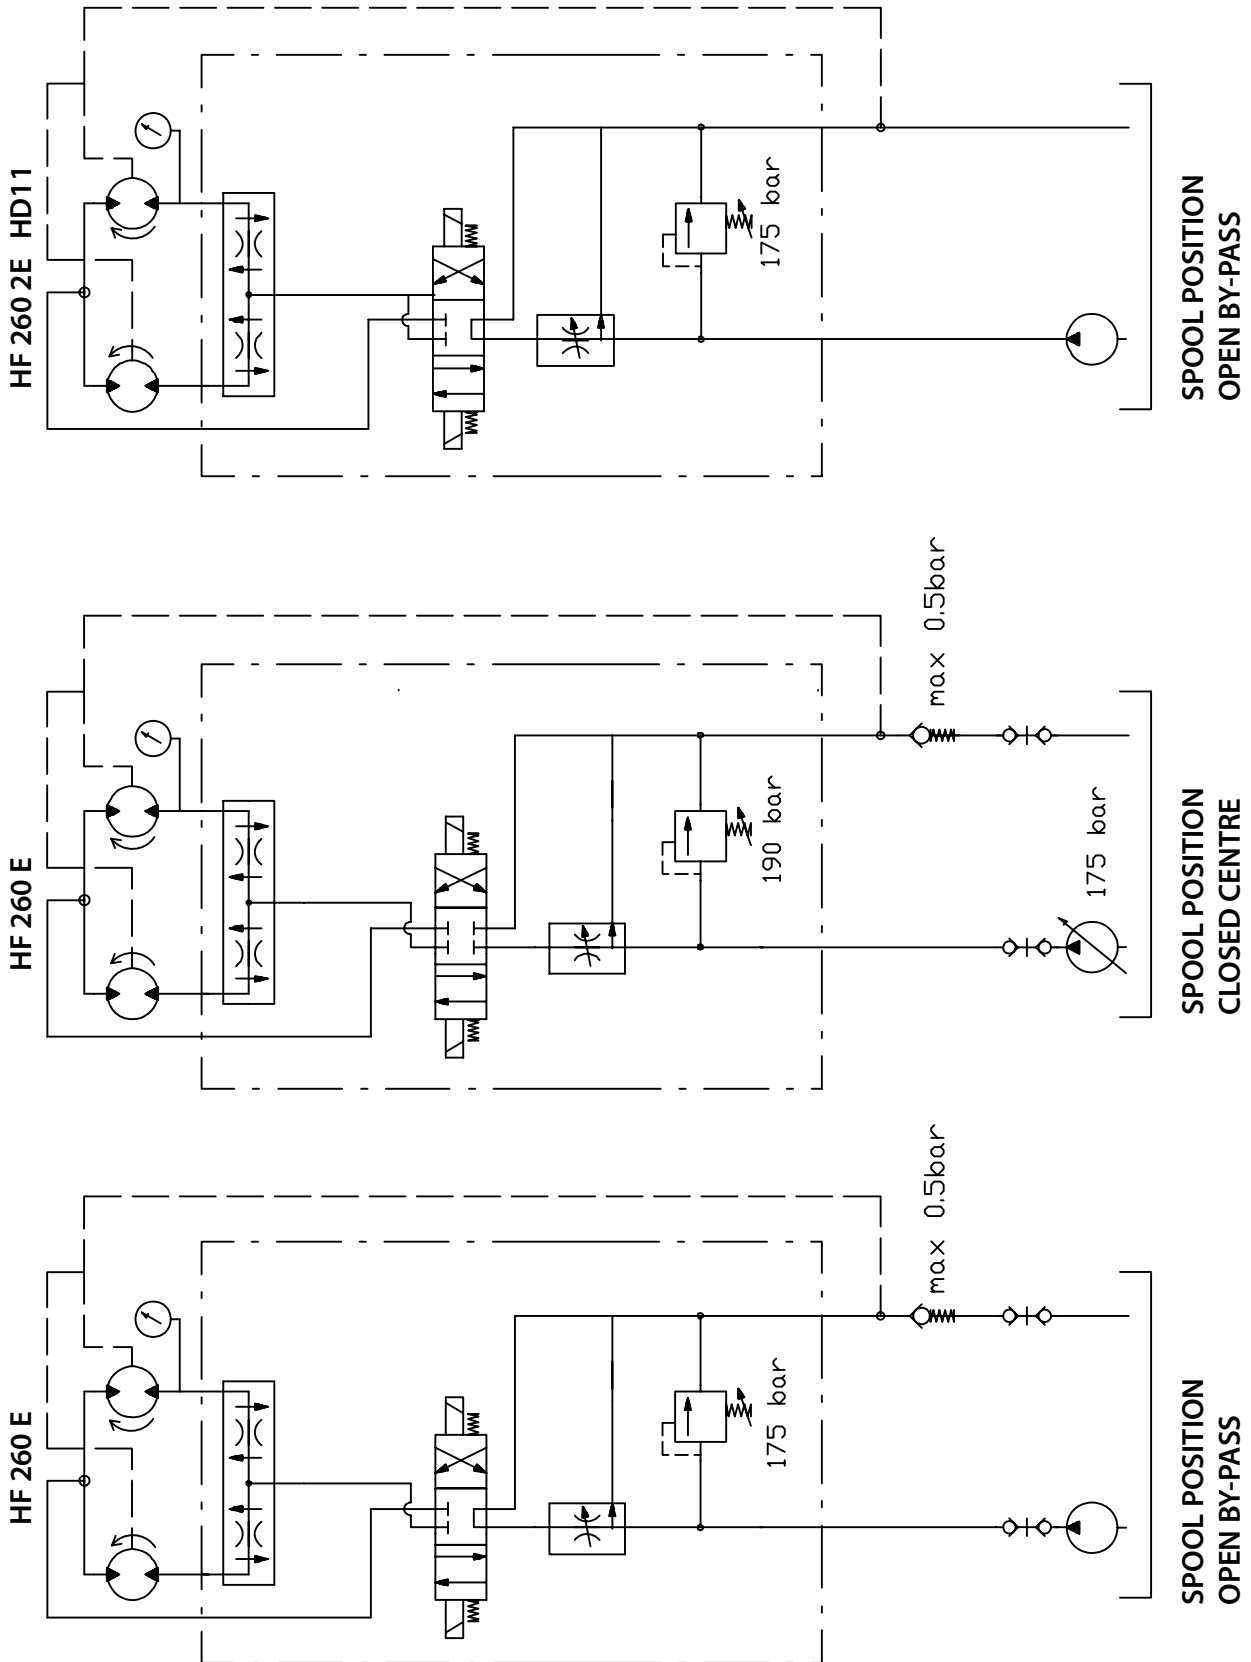 HF 260 E
175 bar
max 0.5bar
SPOOL POSITION
OPEN BY-PASS
HF 260 E
190 bar
max 0.5bar
175 bar
SPOOL POSITION
CLOSED CENTRE
HF 260 2E HD11
175 bar
SPOOL POSITION
OPEN BY-PASS